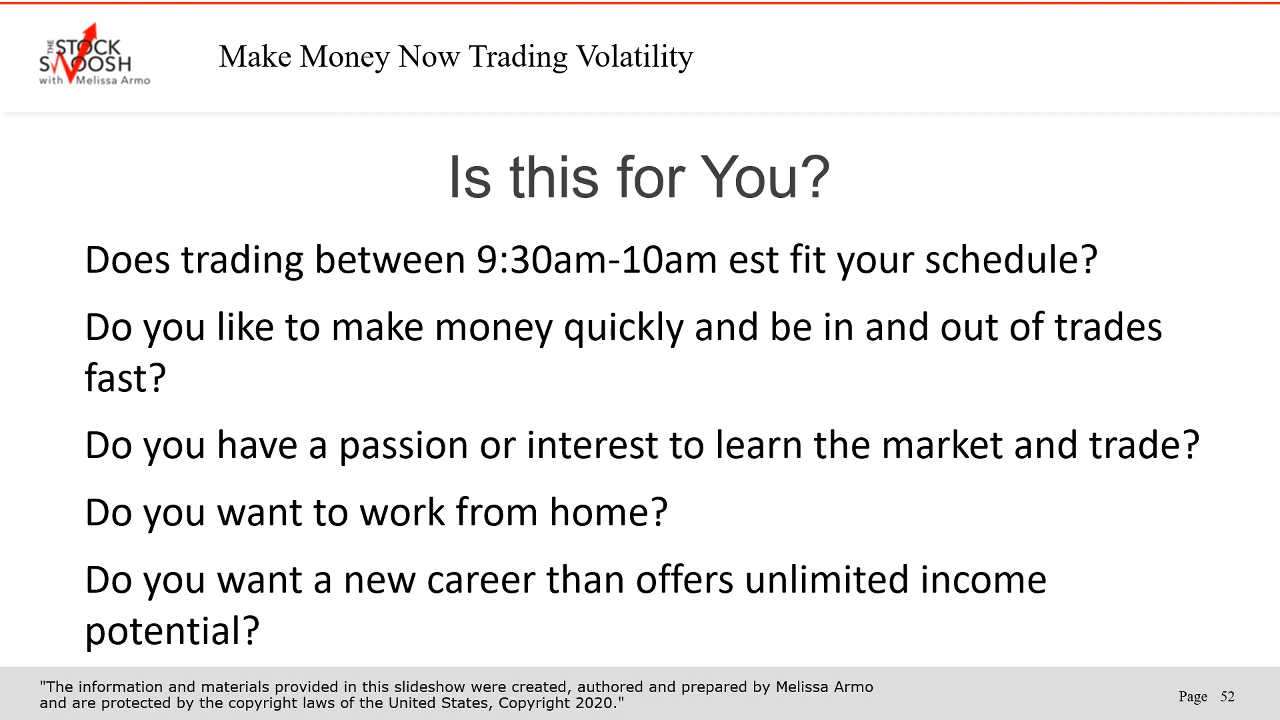 THE
STOCK
SWOOSH
with Melissa Armo
Make Money Now Trading Volatility
Is this for You?
Does trading between 9:30am-10am est fit your schedule?
Do you like to make money quickly and be in and out of trades
fast?
Do you have a passion or interest to learn the market and trade?
Do you want to work from home?
Do you want a new career than offers unlimited income
potential?
"The information and materials provided in this slideshow were created, authored and prepared by Melissa Armo
and are protected by the copyright laws of the United States, Copyright 2020."
Page 52